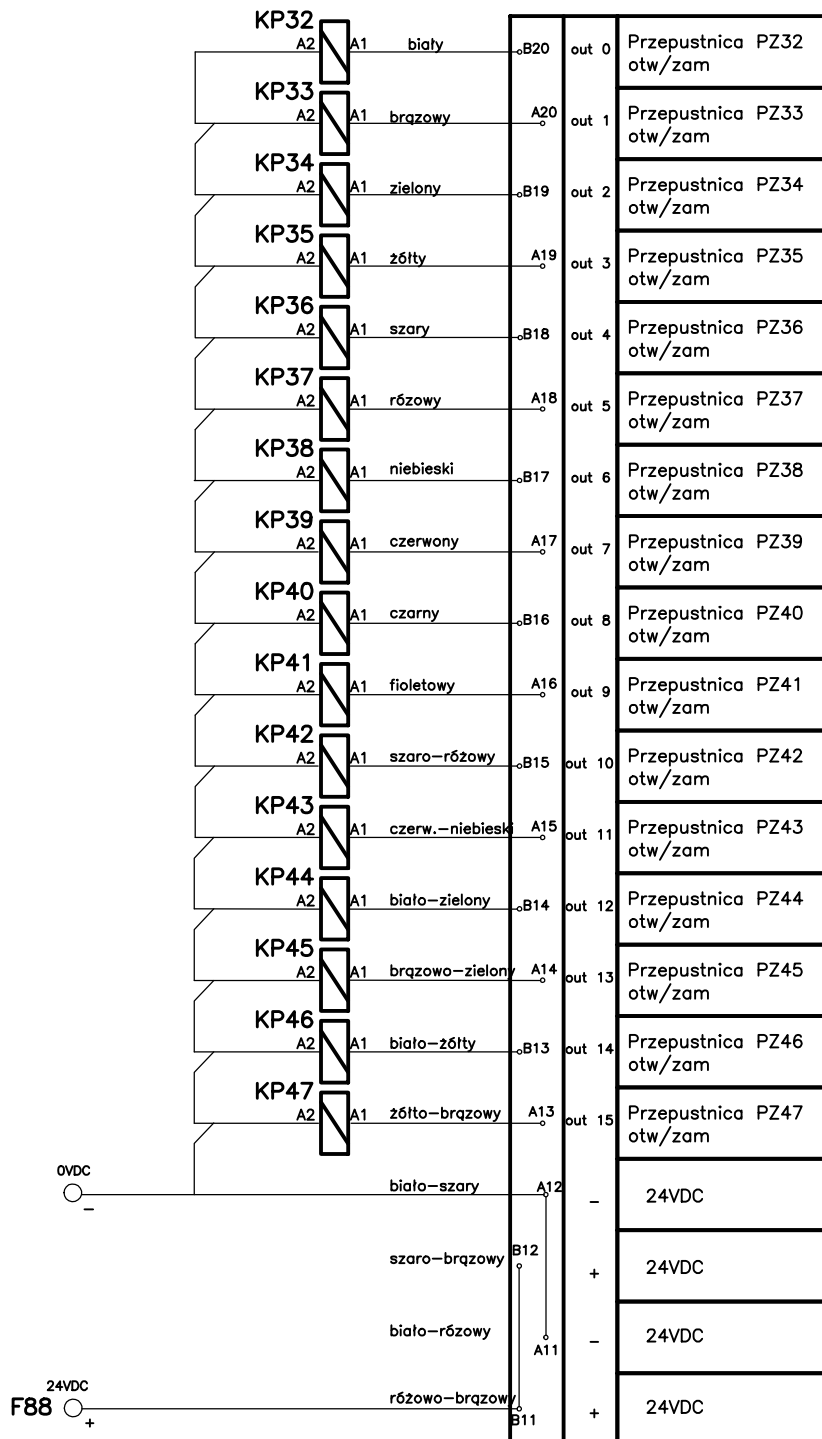 KP32
A2 A1 biały B20 out 0 Przepustnica PZ32
otw/zam
KP33
A2 A1 brązowy A20 out 1 Przepustnica PZ33
otw/zam
KP34
A2 A1 zielony B19 out 2 Przepustnica PZ34
otw/zam
KP35
A2 A1 żółty A19 out 3 Przepustnica PZ35
otw/zam
KP36
A2 A1 szary B18 out 4 Przepustnica PZ36
otw/zam
KP37
A2 A1 różowy A18 out 5 Przepustnica PZ37
otw/zam
KP38
A2 A1 niebieski B17 out 6 Przepustnica PZ38
otw/zam
KP39
A2 A1 czerwony A17 out 7 Przepustnica PZ39
otw/zam
KP40
A2 A1 czarny B16 out 8 Przepustnica PZ40
otw/zam
KP41
A2 A1 fioletowy A16 out 9 Przepustnica PZ41
otw/zam
KP42
A2 A1 szaro-różowy B15 out 10 Przepustnica PZ42
otw/zam
KP43
A2 A1 czerw.-niebieski A15 out 11 Przepustnica PZ43
otw/zam
KP44
A2 A1 biało-zielony B14 out 12 Przepustnica PZ44
otw/zam
KP45
A2 A1 brązowo-zielony A14 out 13 Przepustnica PZ45
otw/zam
KP46
A2 A1 biało-żółty B13 out 14 Przepustnica PZ46
otw/zam
KP47
A2 A1 żółto-brązowy A13 out 15 Przepustnica PZ47
otw/zam
0VDC
- biało-szary A12 - 24VDC
szaro-brązowy B12 + 24VDC
biało-różowy A11 - 24VDC
24VDC
F88 + różowo-brązowy B11 + 24VDC